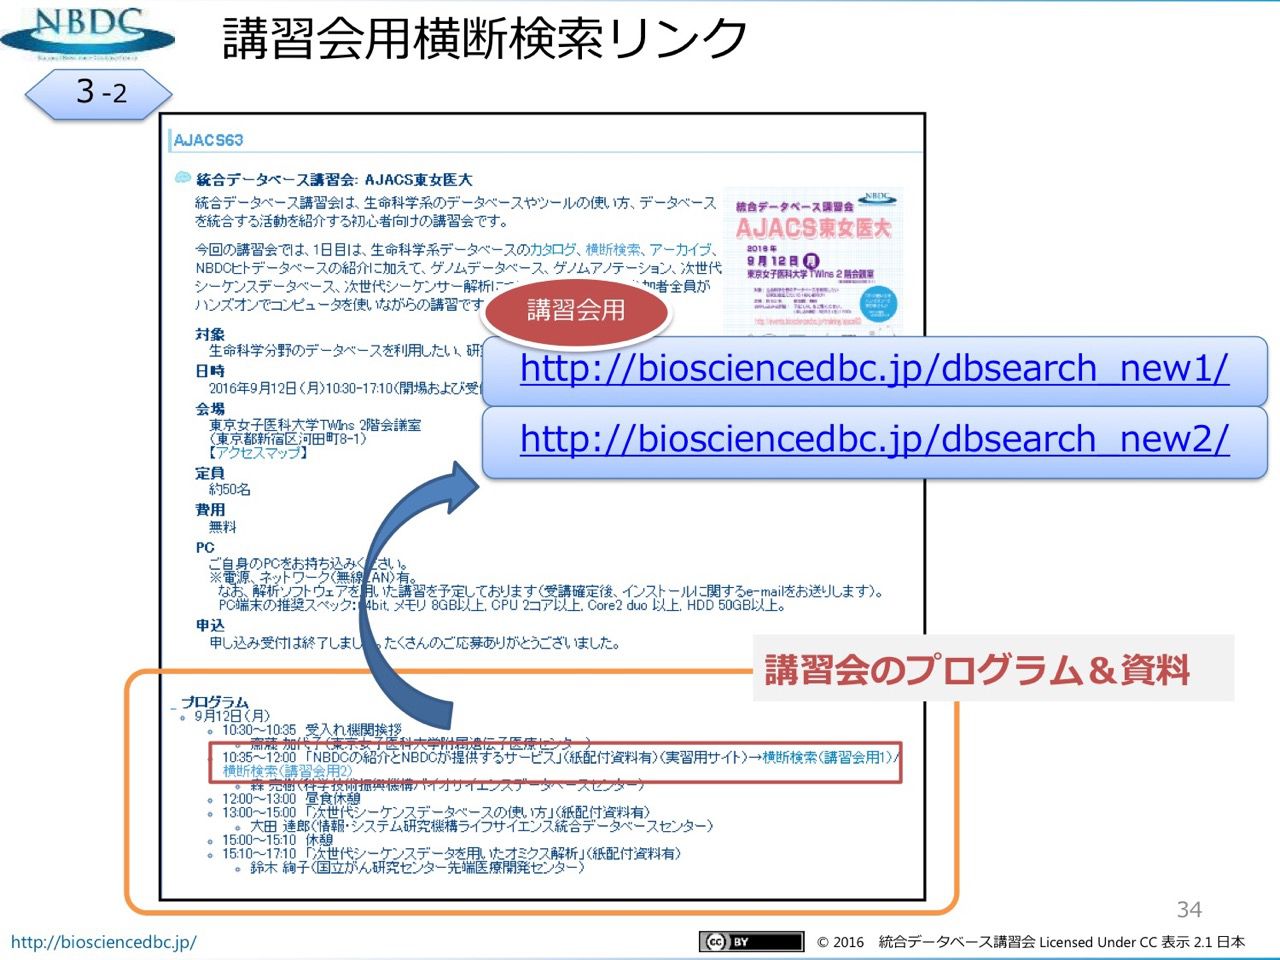 NBDC
講習会用横断検索リンク
３-2
AJACS63
統合データベース講習会: AJACS東女医大
統合データベース講習会は、生命科学系のデータベースやツールの使い方、データベース
を統合する活動を紹介する初心者向けの講習会です。
今回の講習会では、1日目は、生命科学系データベースのカタログ、横断検索、アーカイブ、
NBDCヒトデータベースの紹介に加えて、ゲノムデータベース、ゲノムアノテーション、次世代
シーケンスデータベース、次世代シーケンサー解析に
加者全員が
ハンズオンでコンピュータを使いながらの講習です
NBDC
統合データベース講習会
AJACS東女医大
2016年
9月12日 月
東京女子医科大学TWIns 2階会議室
講習会用
http://biosciencedbc.jp/dbsearch_new1/
http://biosciencedbc.jp/dbsearch_new2/
対象
生命科学分野のデータベースを利用したい、研
日時
2016年9月12日(月)10:30-17:10(開場および受
会場
東京女子医科大学TWIns 2階会議室
(東京都新宿区河田町8-1)
【アクセスマップ】
定員
約50名
費用
無料
PC
ご自身のPCをお持ち込みください。
※電源、ネットワーク(無線LAN)有。
なお、解析ソフトウェアを用いた講習を予定しております(受講確定後、インストールに関するe-mailをお送りします)。
PC端末の推奨スペック: 64bit, メモリ 8GB以上, CPU 2コア以上, Core2 duo 以上, HDD 50GB以上。
申込
申し込み受付は終了しました。たくさんのご応募ありがとうございました。
講習会のプログラム＆資料
プログラム
9月12日(月)
10:30～10:35 受入れ機関挨拶
齋藤 加代子(東京女子医科大学附属遺伝子医療センター)
10:35～12:00 「NBDCの紹介とNBDCが提供するサービス」(紙配付資料有)(実習用サイト)→横断検索(講習会用1)/
横断検索(講習会用2)
森 亮樹(科学技術振興機構バイオサイエンスデータベースセンター)
12:00～13:00 昼食休憩
13:00～15:00 「次世代シーケンスデータベースの使い方」(紙配付資料有)
大田 達郎(情報・システム研究機構ライフサイエンス統合データベースセンター)
15:00～15:10 休憩
15:10～17:10 「次世代シーケンスデータを用いたオミクス解析」(紙配付資料有)
鈴木 絢子(国立がん研究センター先端医療開発センター)
34
http://biosciencedbc.jp/
cc BY
© 2016 統合データベース講習会 Licensed Under CC 表示 2.1 日本